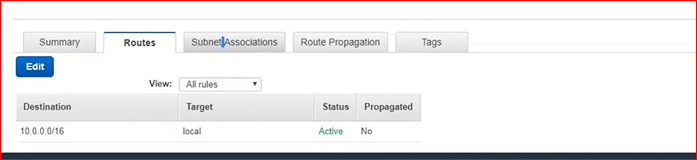 Summary Routes Subnet Associations Route Propagation Tags
Edit
View: All rules
Destination Target Status Propagated
10.0.0.0/16 local Active No